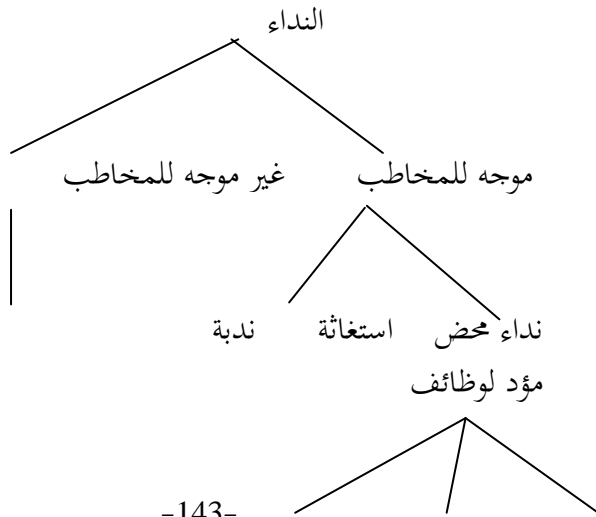 النداء
موجه للمخاطب غير موجه للمخاطب
نداء محض استغاثة ندبة
مؤد لوظائف
-143-